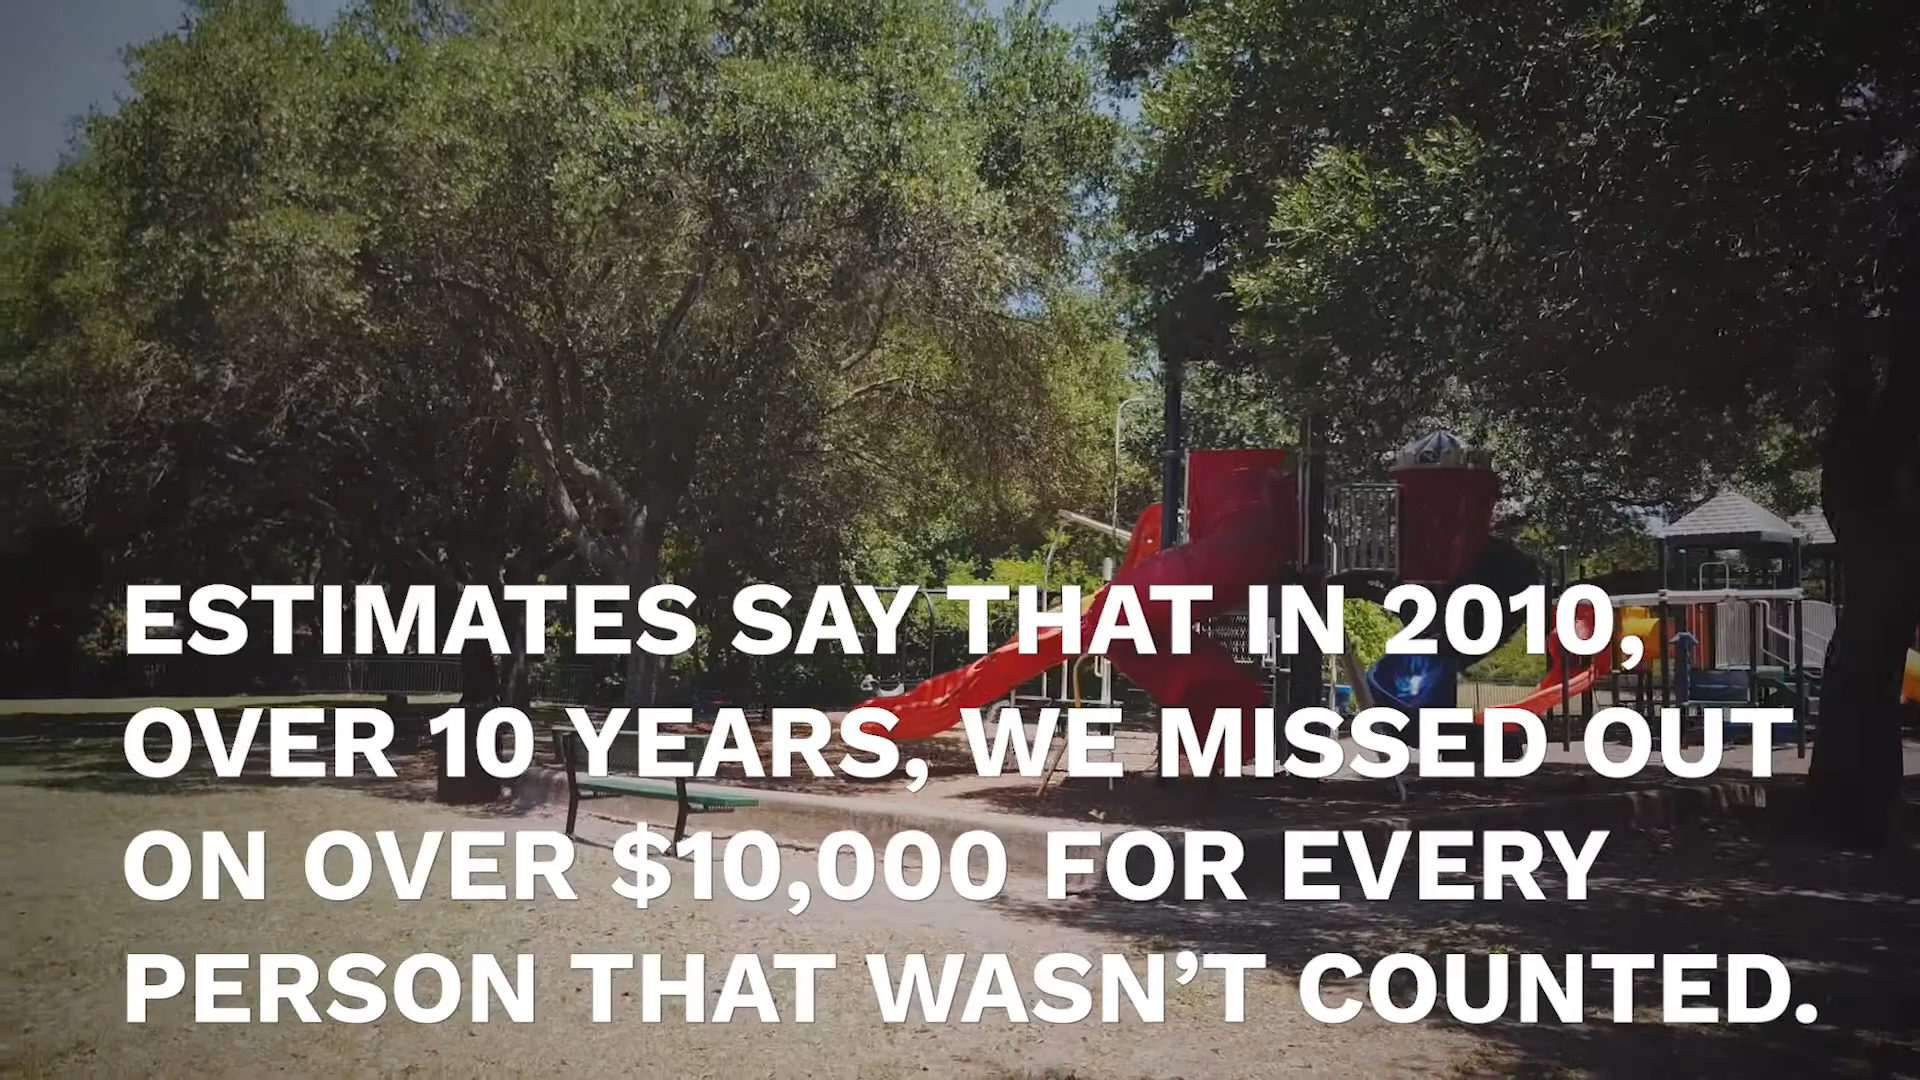 ESTIMATES SAY THAT IN 2010,
OVER 10 YEARS, WE MISSED OUT
ON OVER $10,000 FOR EVERY
PERSON THAT WASN’T COUNTED.